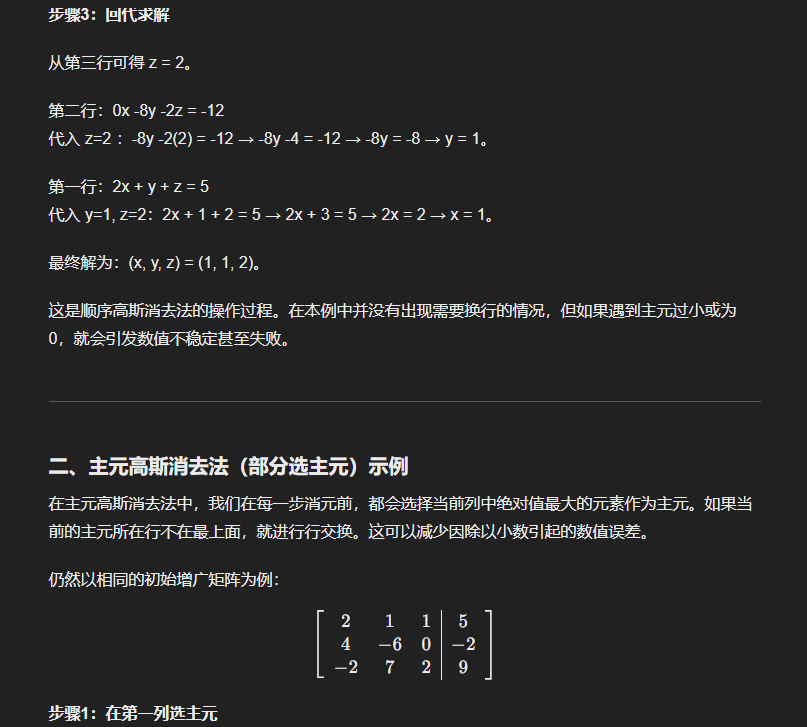 步骤3：回代求解
从第三行可得 z = 2。
第二行：0x -8y -2z = -12
代入 z=2 ：-8y -2(2) = -12 → -8y -4 = -12 → -8y = -8 → y = 1。
第一行：2x + y + z = 5
代入 y=1, z=2：2x + 1 + 2 = 5 → 2x + 3 = 5 → 2x = 2 → x = 1。
最终解为：(x, y, z) = (1, 1, 2)。
这是顺序高斯消去法的操作过程。在本例中并没有出现需要换行的情况，但如果遇到主元过小或为
0，就会引发数值不稳定甚至失败。
二、主元高斯消去法（部分选主元）示例
在主元高斯消去法中，我们在每一步消元前，都会选择当前列中绝对值最大的元素作为主元。如果当
前的主元所在行不在最上面，就进行行交换。这可以减少因除以小数引起的数值误差。
仍然以相同的初始增广矩阵为例：
2 1 1 5
4 −6 0 −2
−2 7 2 9
步骤1：在第一列选主元